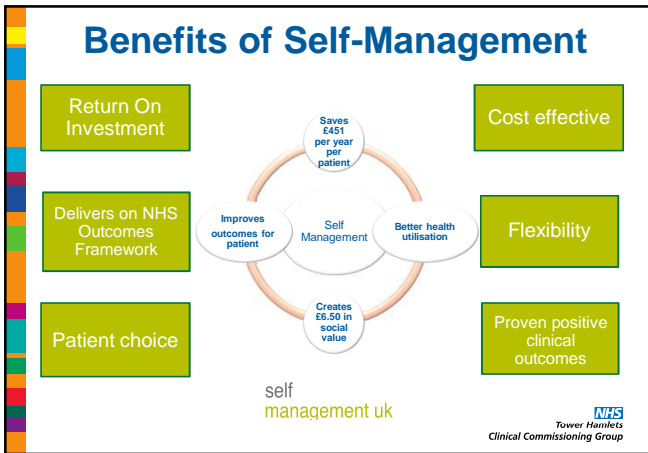 Benefits of Self-Management
Return On
Investment
Delivers on NHS
Outcomes
Framework
Patient choice
Saves
£451
per year
per
patient
Improves
outcomes for
patient
Self
Management
Better health
utilisation
Creates
£6.50 in
social
value
Cost effective
Flexibility
Proven positive
clinical
outcomes
self
management uk
NHS
Tower Hamlets
Clinical Commissioning Group